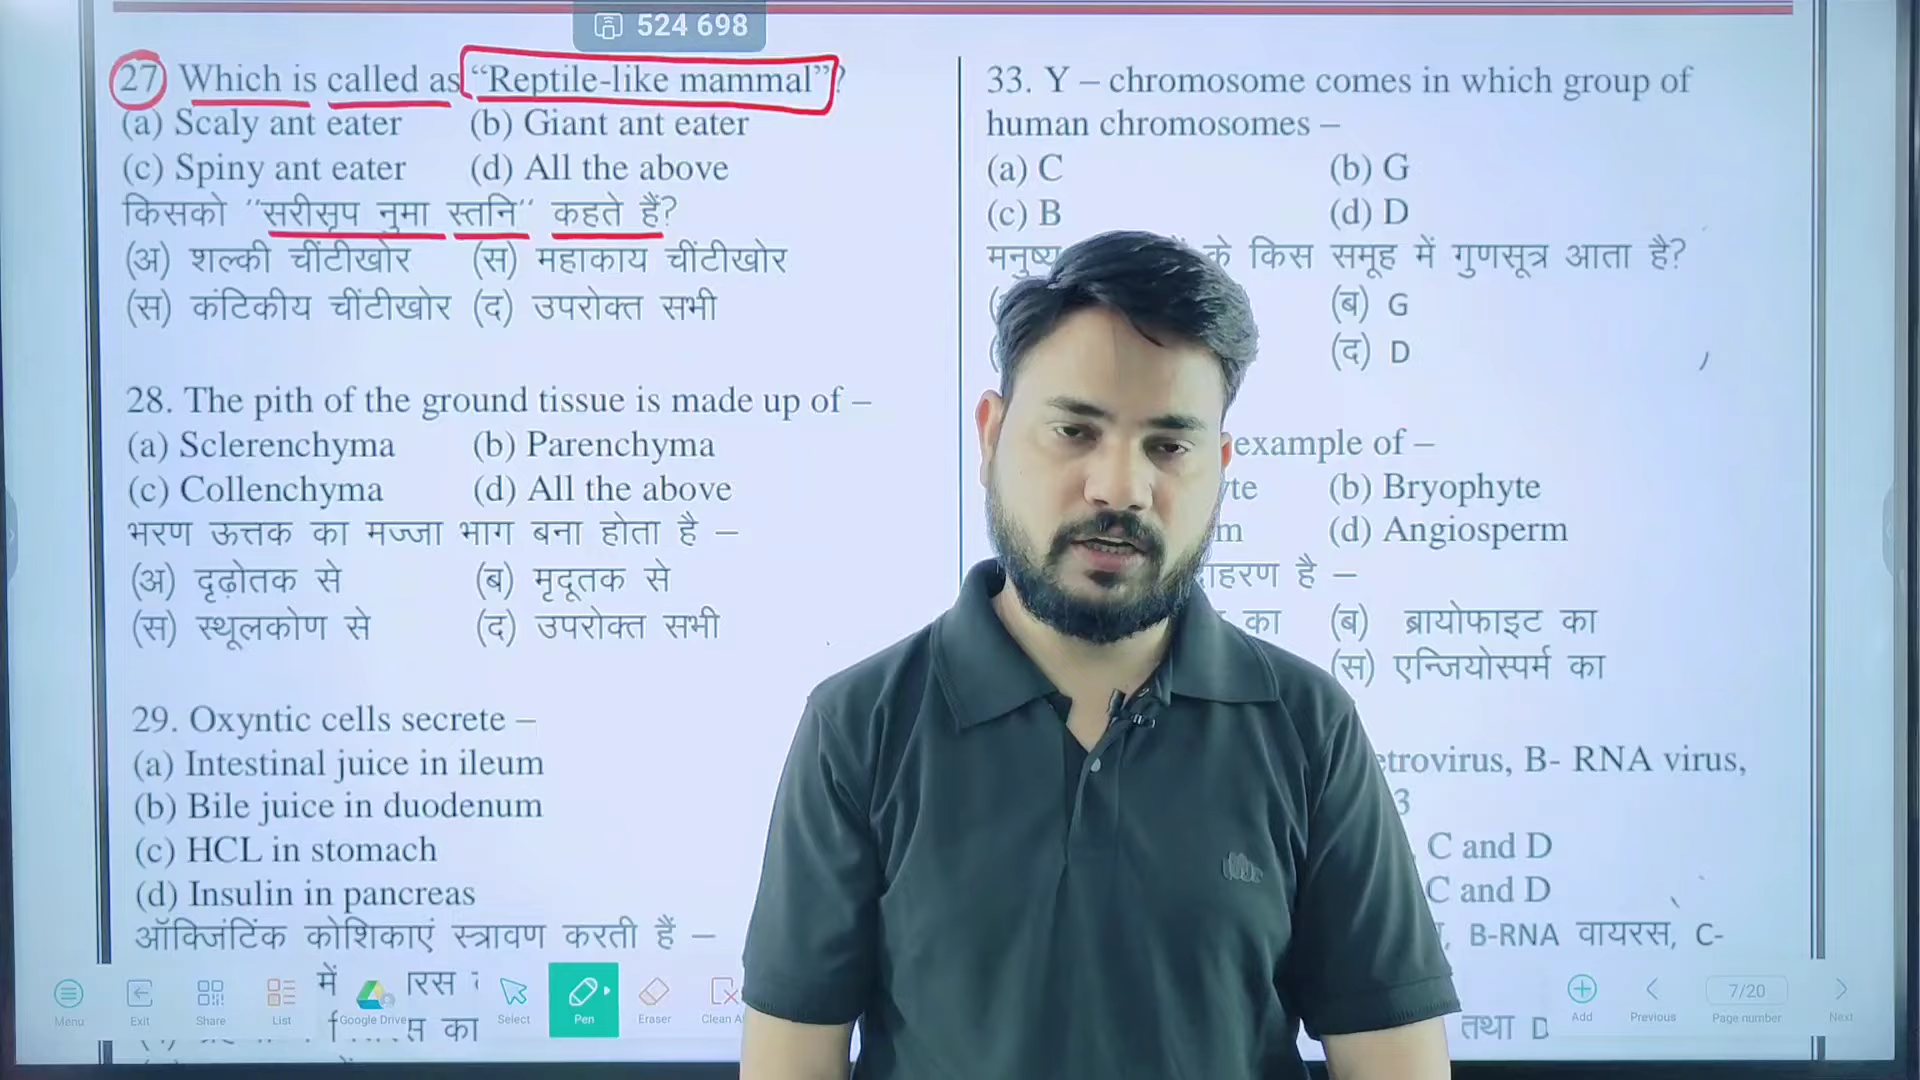 524 698
27 Which is called as “Reptile-like mammal”?
(a) Scaly ant eater (b) Giant ant eater
(c) Spiny ant eater (d) All the above
किसको "सरीसृप नुमा स्तनि" कहते हैं?
(अ) शल्की चींटीखोर (स) महाकाय चींटीखोर
(स) कंटिकीय चींटीखोर (द) उपरोक्त सभी
28. The pith of the ground tissue is made up of –
(a) Sclerenchyma (b) Parenchyma
(c) Collenchyma (d) All the above
भरण ऊत्तक का मज्जा भाग बना होता है –
(अ) दृढ़ोतक से (ब) मृदूतक से
(स) स्थूलकोण से (द) उपरोक्त सभी
29. Oxyntic cells secrete –
(a) Intestinal juice in ileum
(b) Bile juice in duodenum
(c) HCL in stomach
(d) Insulin in pancreas
ऑक्जिंटिंक कोशिकाएं स्त्रावण करती हैं –
में
का
33. Y – chromosome comes in which group of
human chromosomes –
(a) C (b) G
(c) B (d) D
मनुष्य के किस समूह में गुणसूत्र आता है?
(ब) G
(द) D
example of –
(b) Bryophyte
(d) Angiosperm
है –
का (ब) ब्रायोफाइट का
(स) एन्जियोस्पर्म का
B- RNA virus,
3
C and D
C and D
B-RNA वायरस, C-
तथा D
Menu Exit Share List Google Drive Select Pen Eraser Clean
Add Previous 7/20 Page number Next